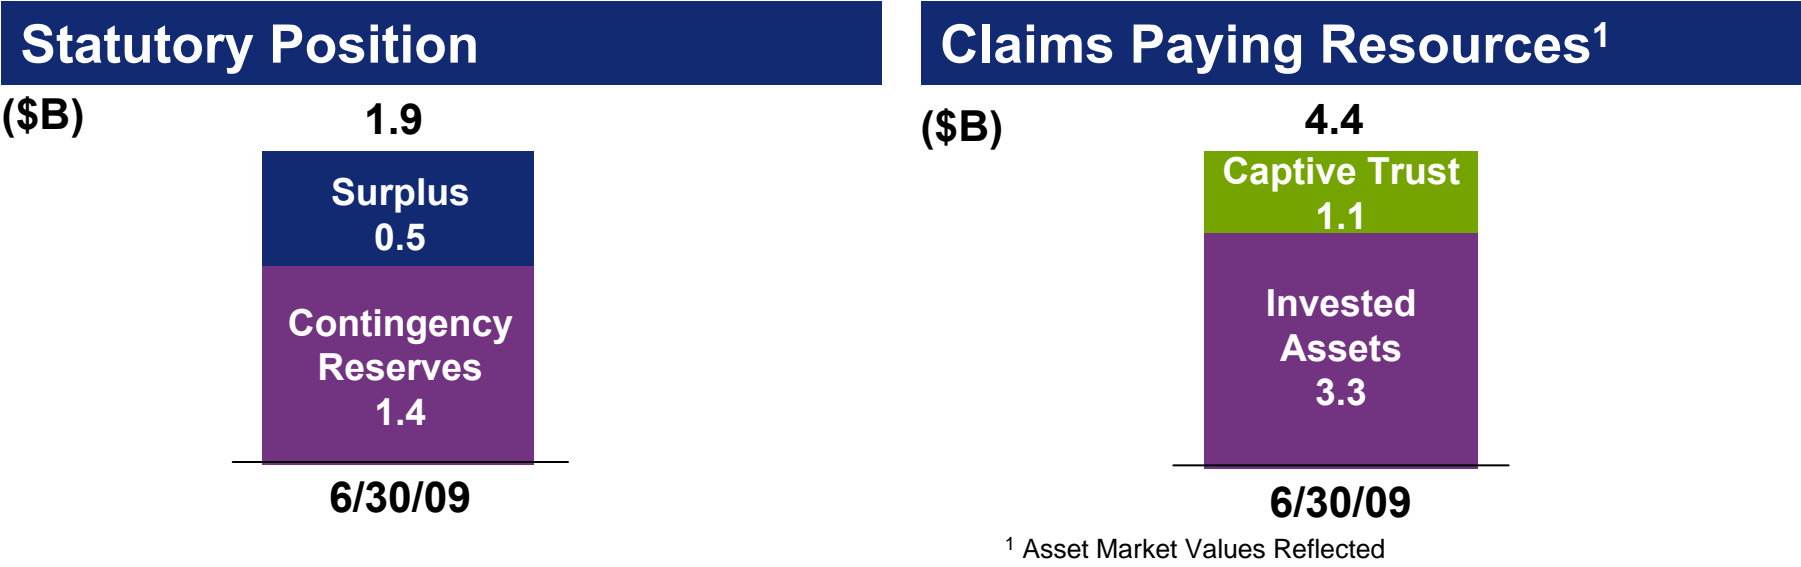 Statutory Position
($B)
1.9
Surplus
0.5
Contingency
Reserves
1.4
6/30/09
Claims Paying Resources¹
($B)
4.4
Captive Trust
1.1
Invested
Assets
3.3
6/30/09
¹ Asset Market Values Reflected